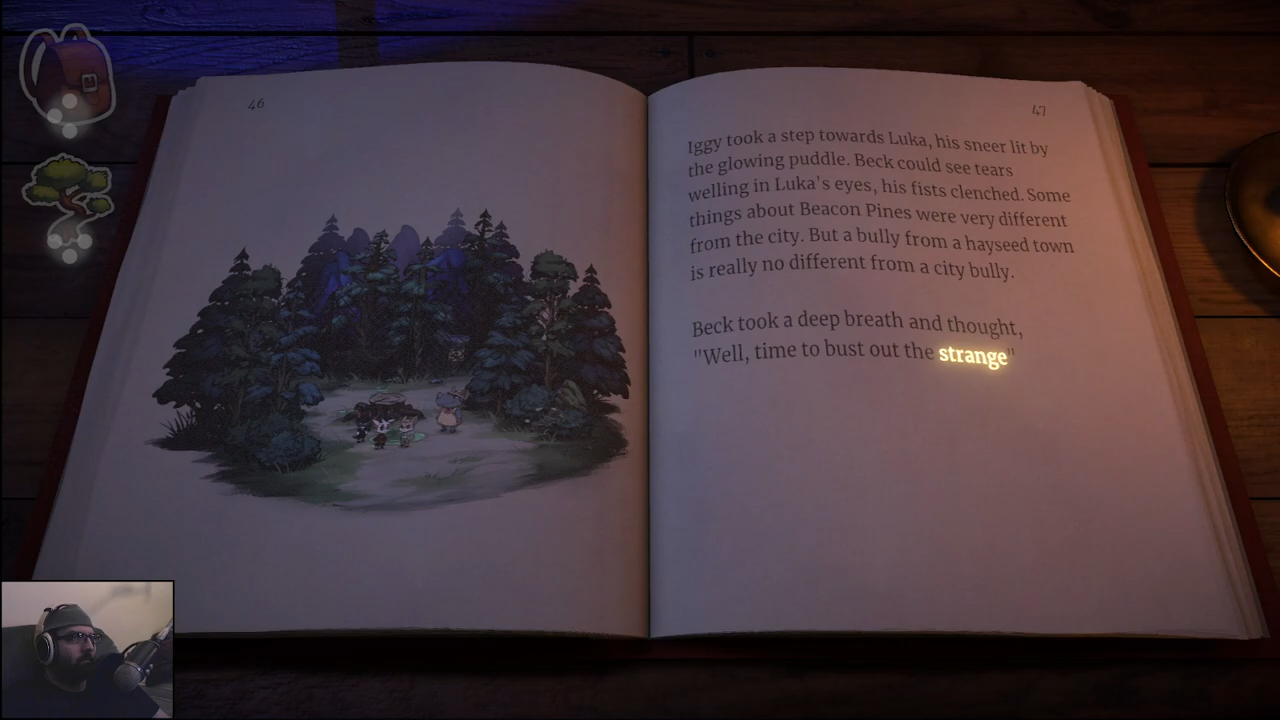 46
47
Iggy took a step towards Luka, his sneer lit by
the glowing puddle. Beck could see tears
welling in Luka's eyes, his fists clenched. Some
things about Beacon Pines were very different
from the city. But a bully from a hayseed town
is really no different from a city bully.
Beck took a deep breath and thought,
"Well, time to bust out the strange"